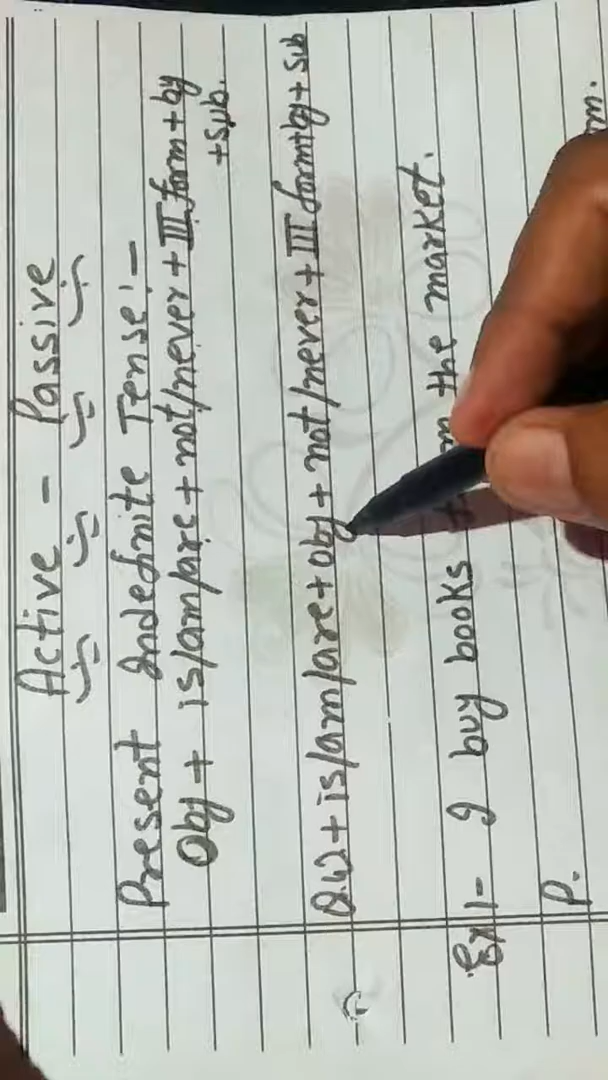 Active - Passive
Present Indefinite Tense:-
Obj + is/am/are + not/never + III form + by
+ Sub.
Q.W + is/am/are + Obj + not/never + III form + by + Sub
Ex 1 - I buy books the market.
P.